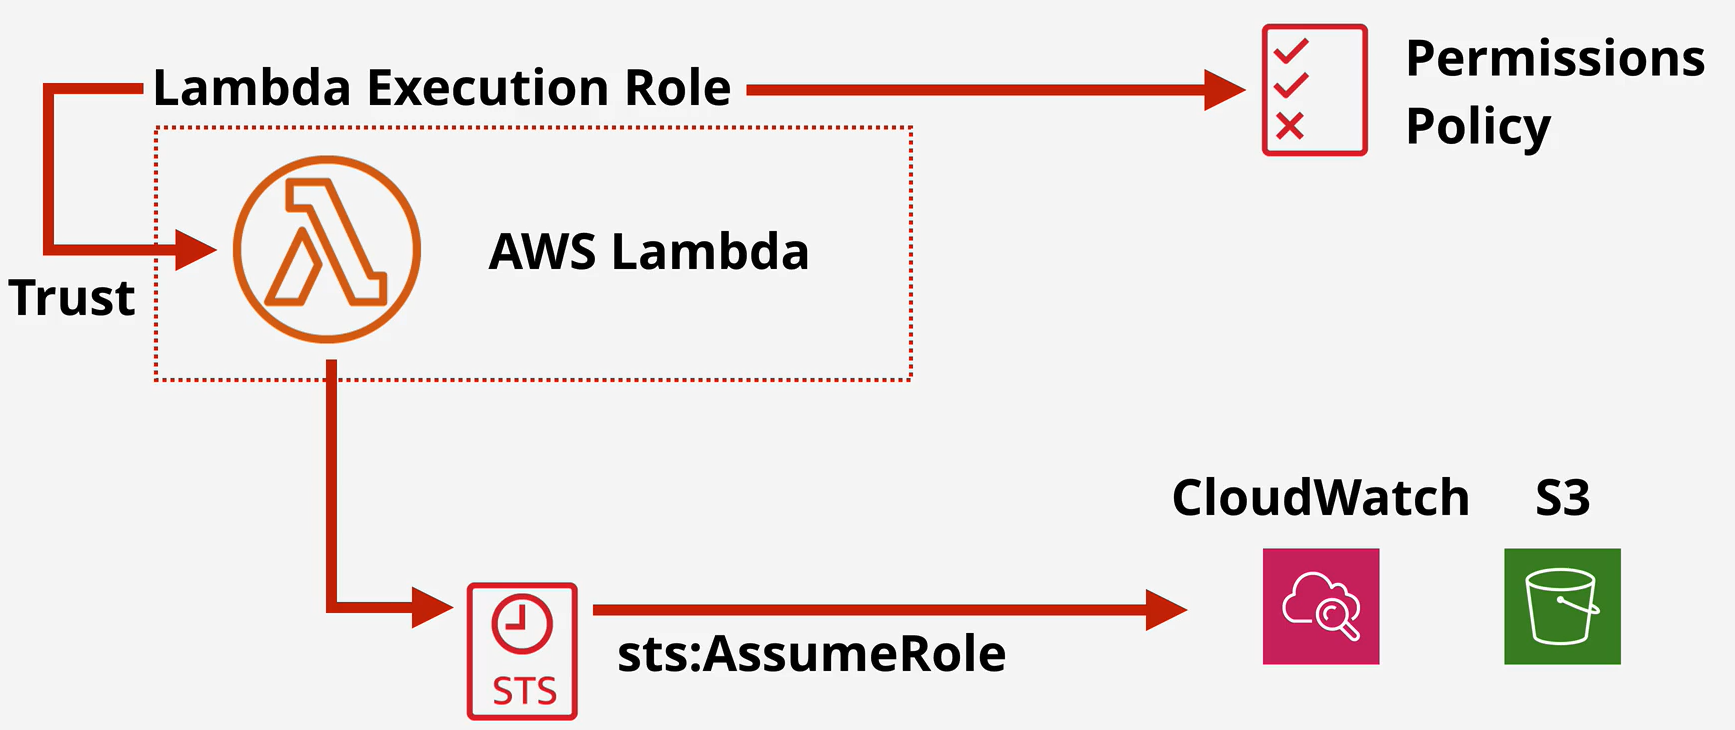 Lambda Execution Role
Permissions
Policy
AWS Lambda
Trust
CloudWatch
S3
STS
sts:AssumeRole